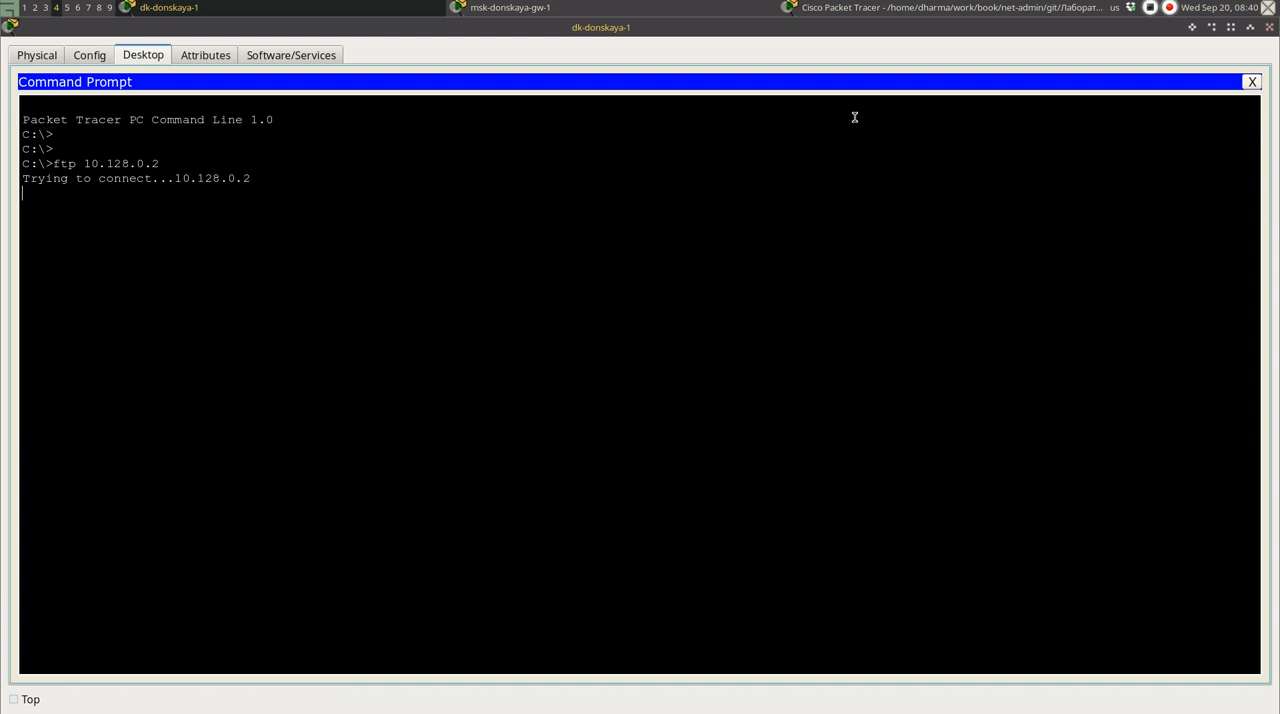 1 2 3 4 5 6 7 8 9 dk-donskaya-1 msk-donskaya-gw-1 Cisco Packet Tracer - /home/dharma/work/book/net-admin/git/Лаборат... us Wed Sep 20, 08:40
dk-donskaya-1
Physical Config Desktop Attributes Software/Services
Command Prompt X
Packet Tracer PC Command Line 1.0
C:\>
C:\>
C:\>ftp 10.128.0.2
Trying to connect...10.128.0.2
Top